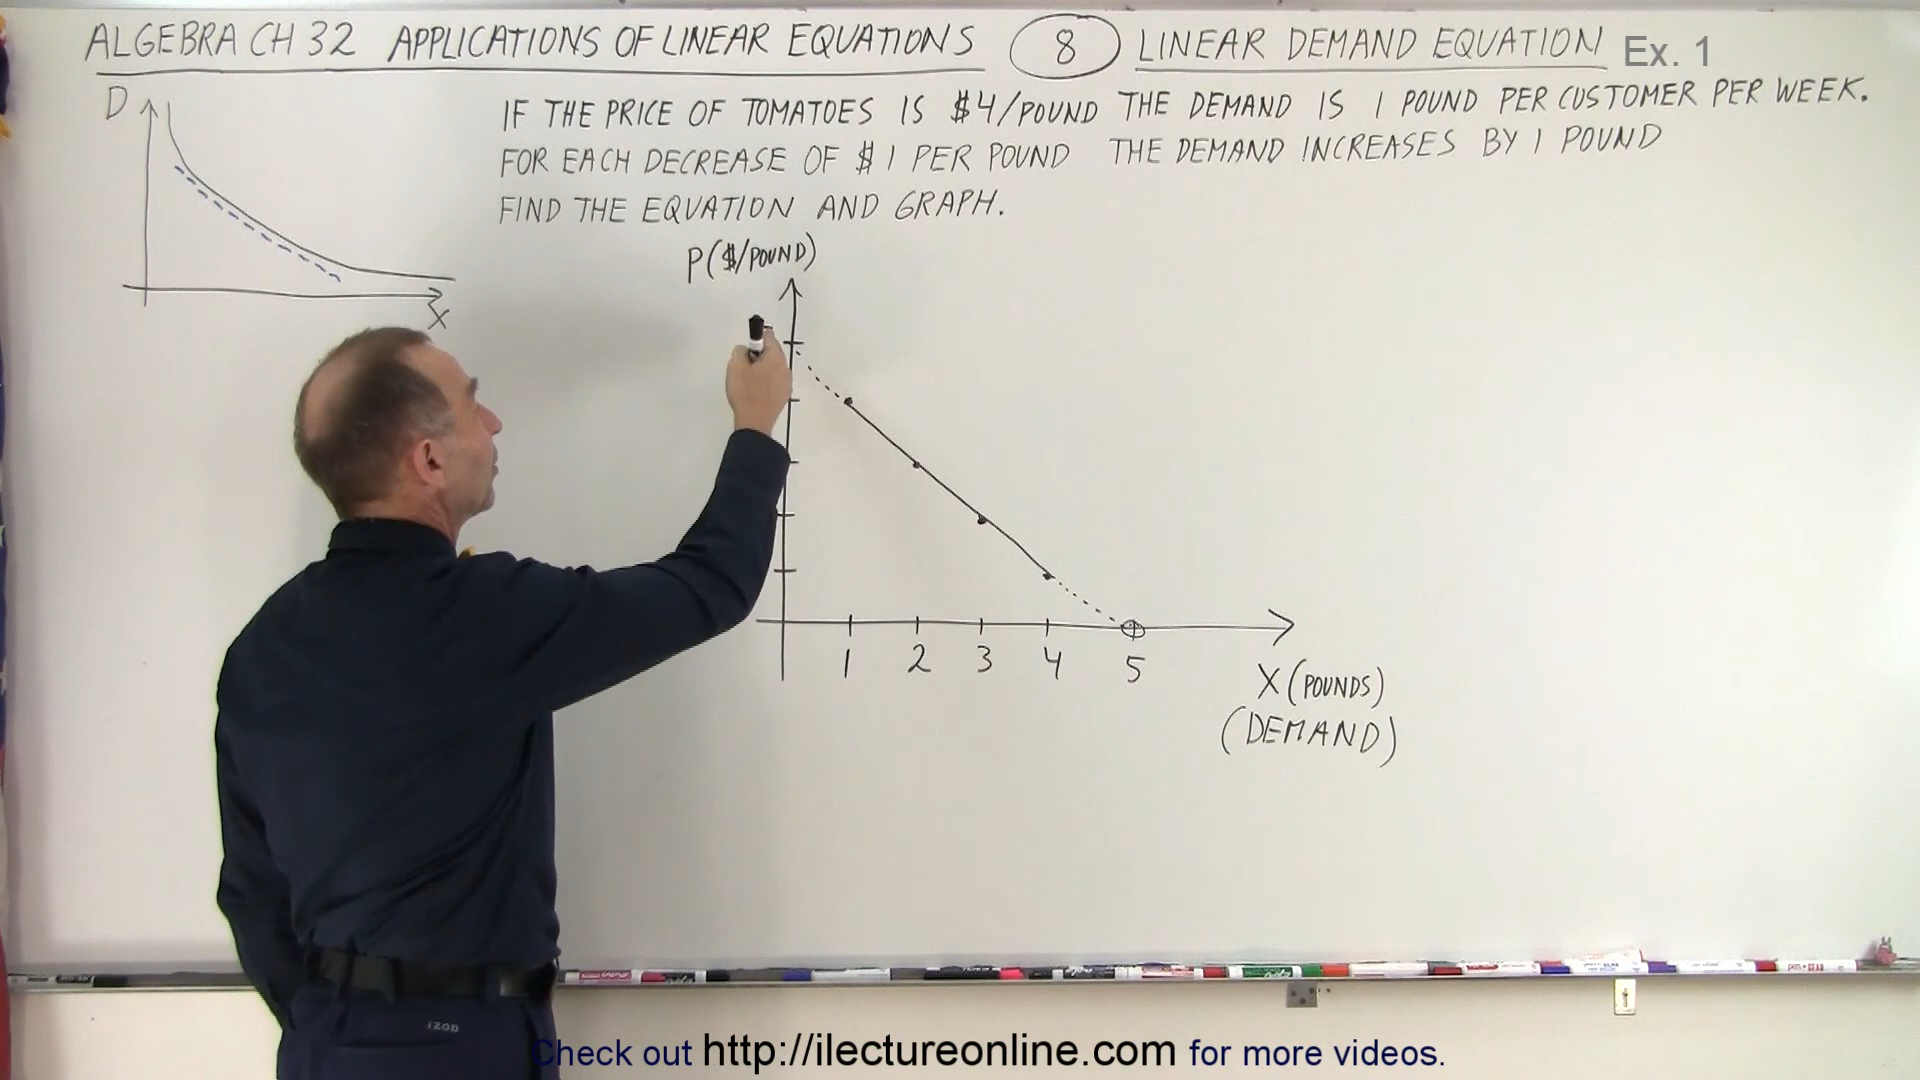 ALGEBRA CH 32 APPLICATIONS OF LINEAR EQUATIONS 8 LINEAR DEMAND EQUATION Ex. 1
D
X
IF THE PRICE OF TOMATOES IS $4/POUND THE DEMAND IS 1 POUND PER CUSTOMER PER WEEK.
FOR EACH DECREASE OF $1 PER POUND THE DEMAND INCREASES BY 1 POUND
FIND THE EQUATION AND GRAPH.
P($/POUND)
1 2 3 4 5
X (POUNDS)
(DEMAND)
IZOD
Check out http://ilectureonline.com for more videos.